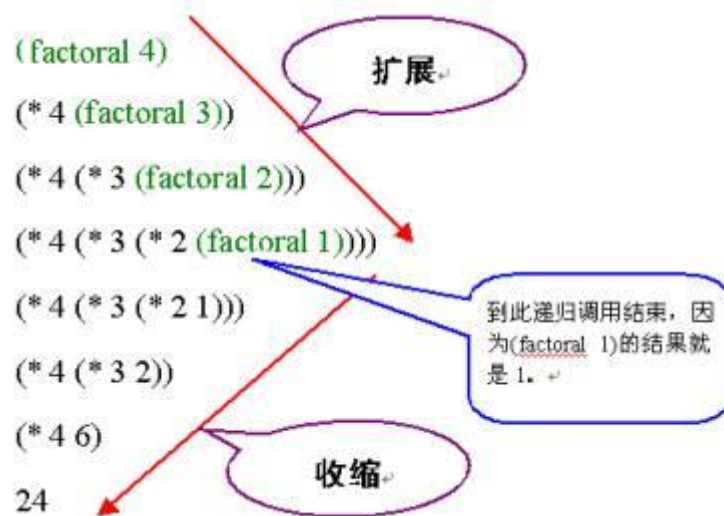 (factoral 4)
扩展
(* 4 (factoral 3))
(* 4 (* 3 (factoral 2)))
(* 4 (* 3 (* 2 (factoral 1))))
到此递归调用结束，因
为(factoral 1)的结果就
是 1。
(* 4 (* 3 (* 2 1)))
(* 4 (* 3 2))
(* 4 6)
收缩
24